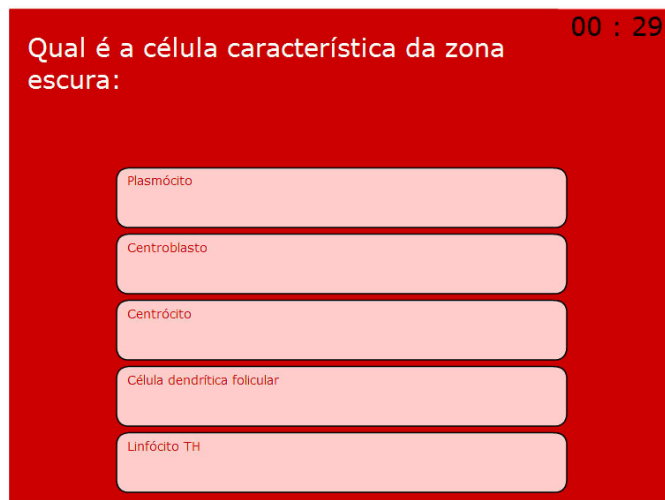 00 : 29
Qual é a célula característica da zona
escura:
Plasmócito
Centroblasto
Centrócito
Célula dendrítica folicular
Linfócito TH